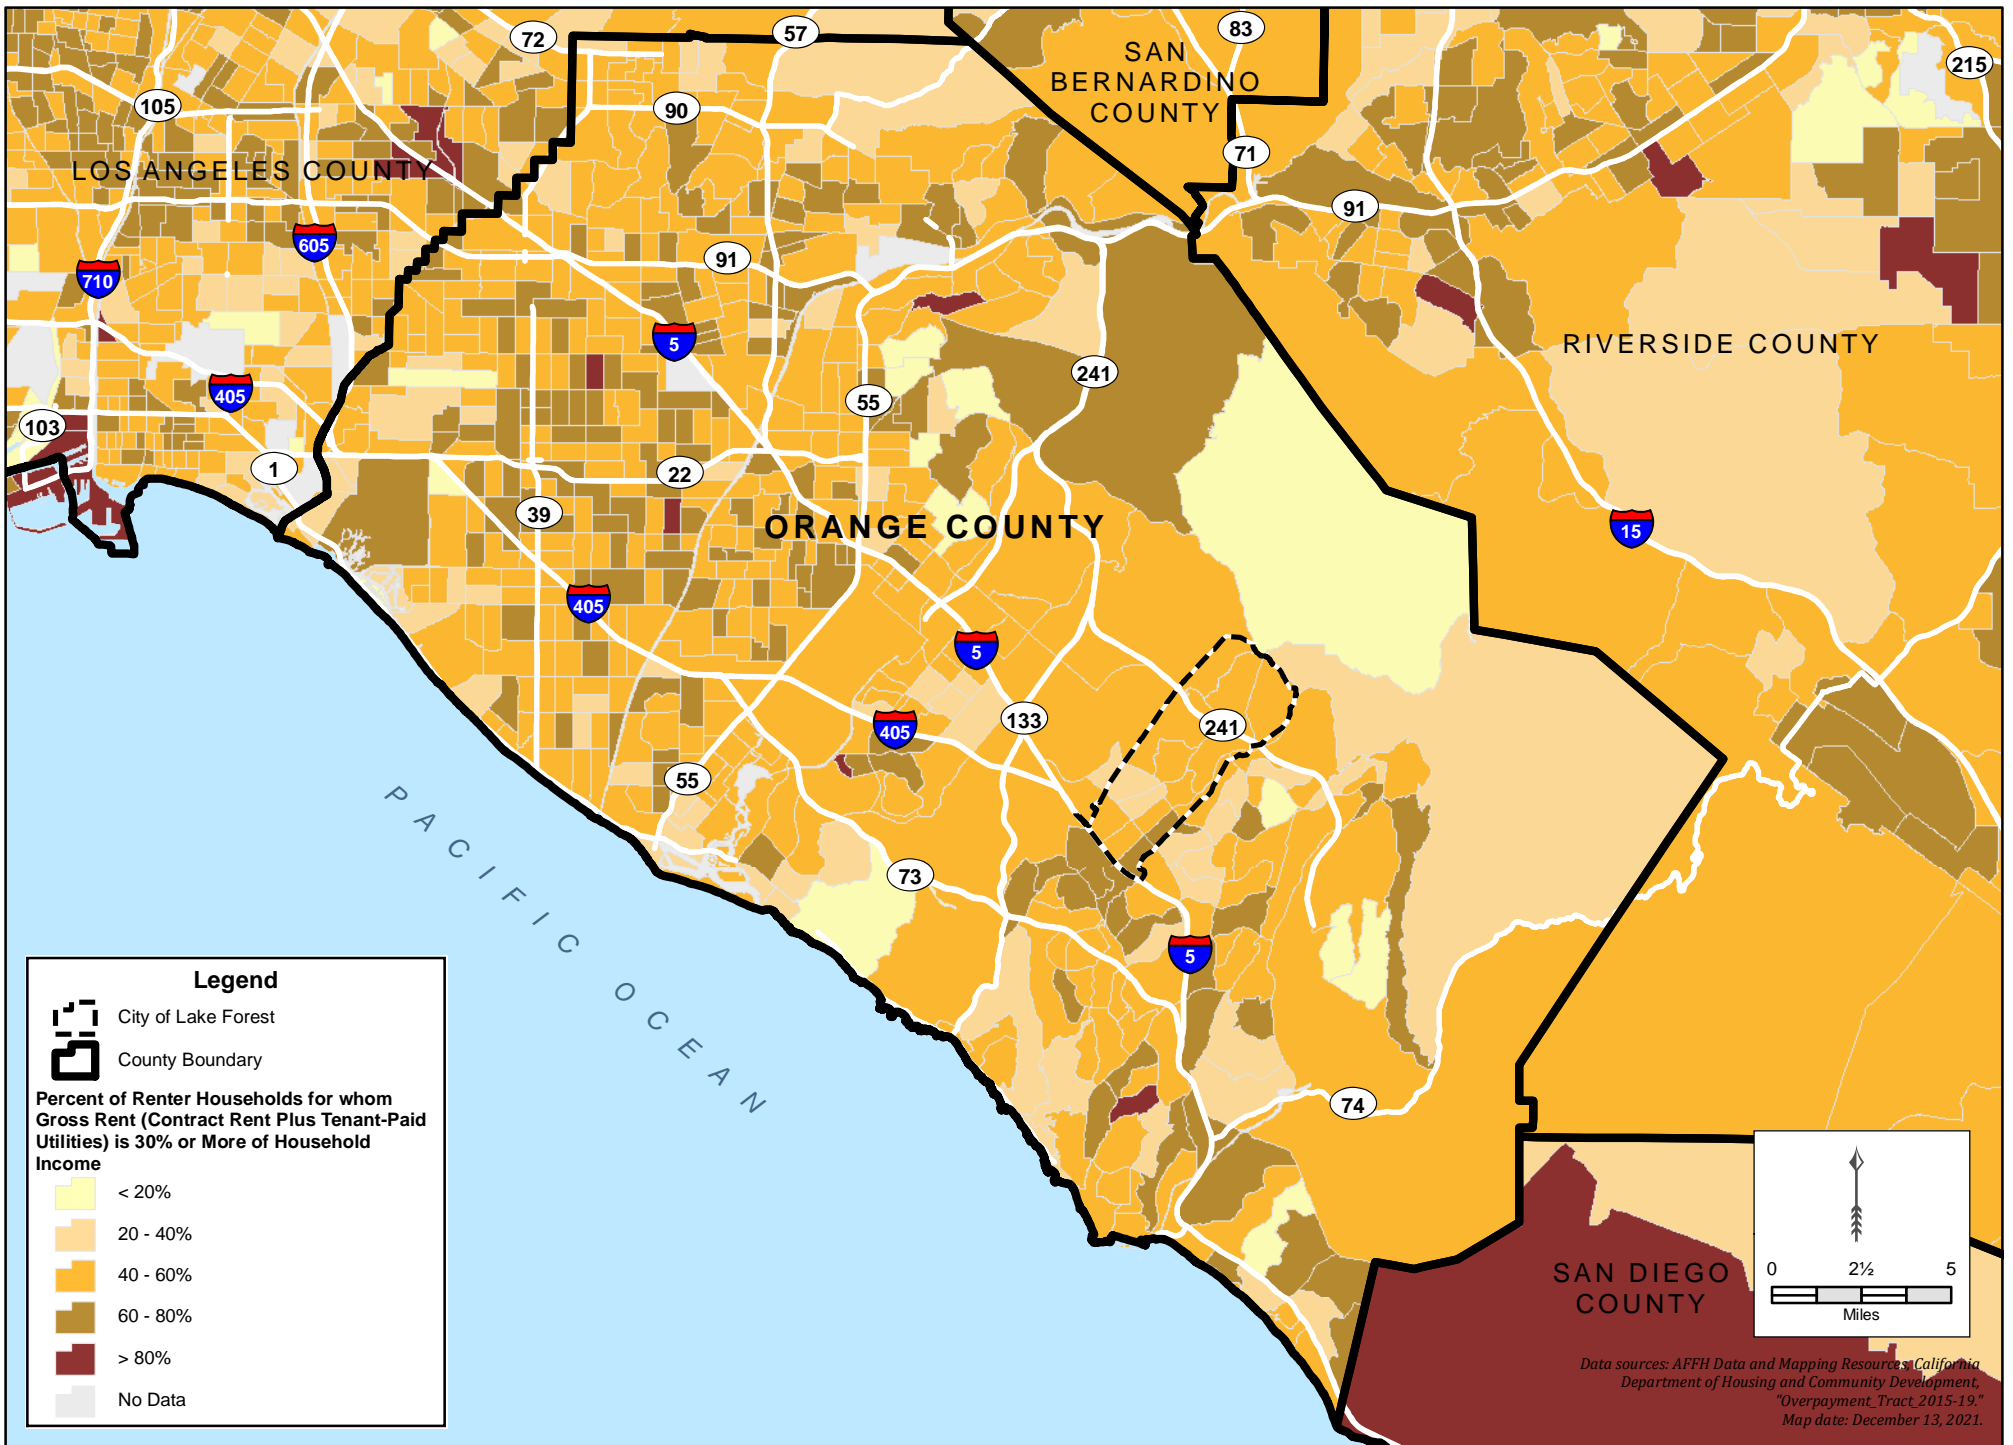 72
57
83
SAN
BERNARDINO
COUNTY
215
105
90
71
LOS ANGELES COUNTY
91
605
710
91
5
RIVERSIDE COUNTY
241
405
55
103
1
22
39
ORANGE COUNTY
15
405
5
133
241
405
55
PACIFIC OCEAN
73
5
74
SAN DIEGO
COUNTY
Legend
City of Lake Forest
County Boundary
Percent of Renter Households for whom
Gross Rent (Contract Rent Plus Tenant-Paid
Utilities) is 30% or More of Household
Income
< 20%
20 - 40%
40 - 60%
60 - 80%
> 80%
No Data
0 2½ 5
Miles
Data sources: AFFH Data and Mapping Resources, California
Department of Housing and Community Development,
"Overpayment_Tract_2015-19."
Map date: December 13, 2021.